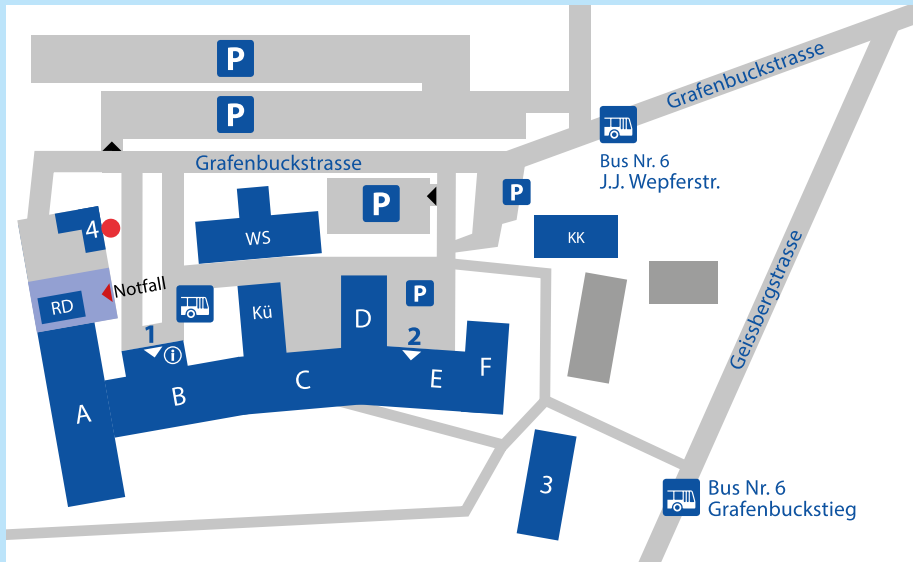 P
P
Grafenbuckstrasse
Bus Nr. 6
J.J. Wepferstr.
Grafenbuckstrasse
P
P
4
WS
KK
Geissbergstrasse
Notfall
RD
P
Kü
D
1
i
2
F
A
B
C
E
3
Bus Nr. 6
Grafenbuckstieg